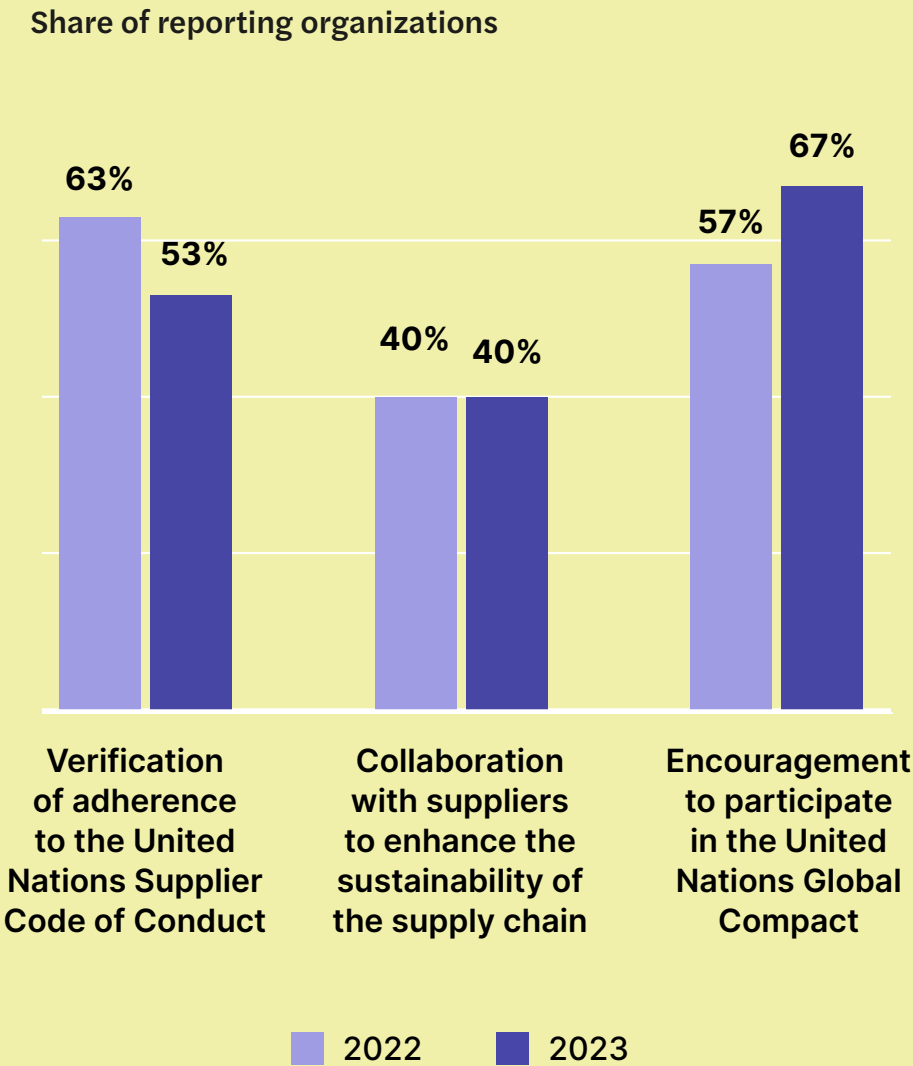 Share of reporting organizations
63%
53%
40%
40%
57%
67%
Verification
of adherence
to the United
Nations Supplier
Code of Conduct
Collaboration
with suppliers
to enhance the
sustainability of
the supply chain
Encouragement
to participate
in the United
Nations Global
Compact
2022
2023